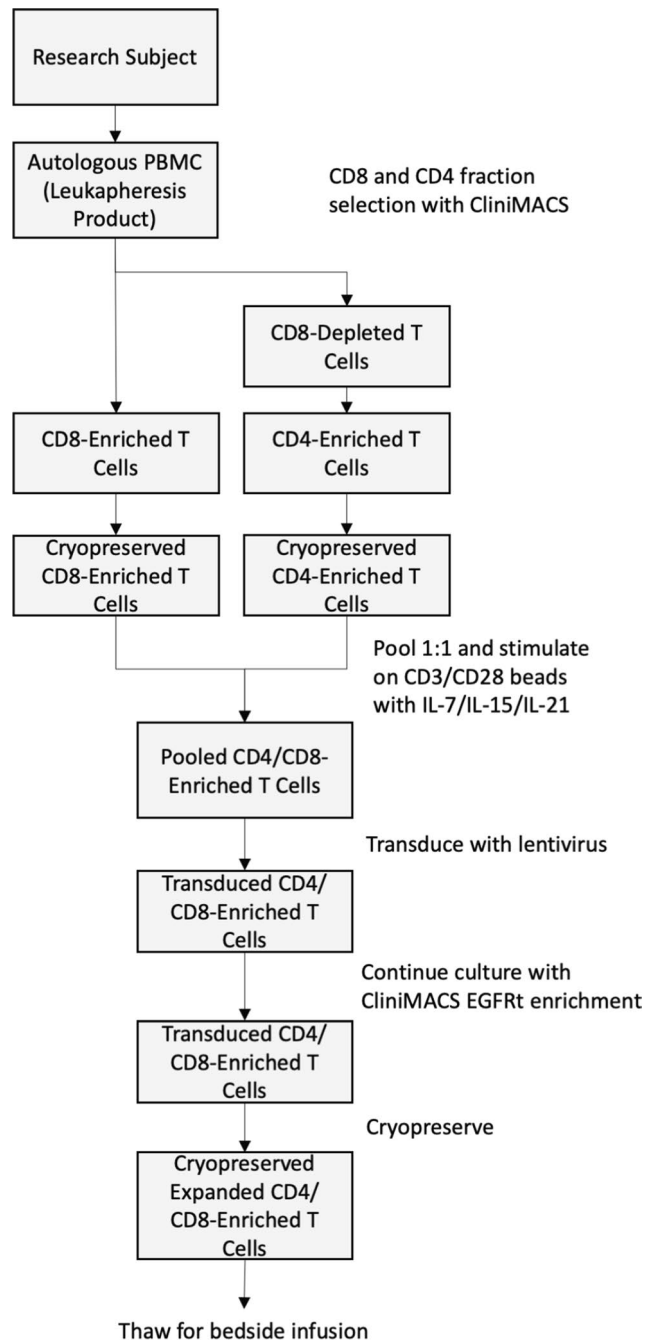 Research Subject
Autologous PBMC
(Leukapheresis
Product)
CD8 and CD4 fraction
selection with CliniMACS
CD8-Depleted T
Cells
CD8-Enriched T
Cells
CD4-Enriched T
Cells
Cryopreserved
CD8-Enriched T
Cells
Cryopreserved
CD4-Enriched T
Cells
Pool 1:1 and stimulate
on CD3/CD28 beads
with IL-7/IL-15/IL-21
Pooled CD4/CD8-
Enriched T Cells
Transduce with lentivirus
Transduced CD4/
CD8-Enriched T
Cells
Continue culture with
CliniMACS EGFRt enrichment
Transduced CD4/
CD8-Enriched T
Cells
Cryopreserve
Cryopreserved
Expanded CD4/
CD8-Enriched T
Cells
Thaw for bedside infusion